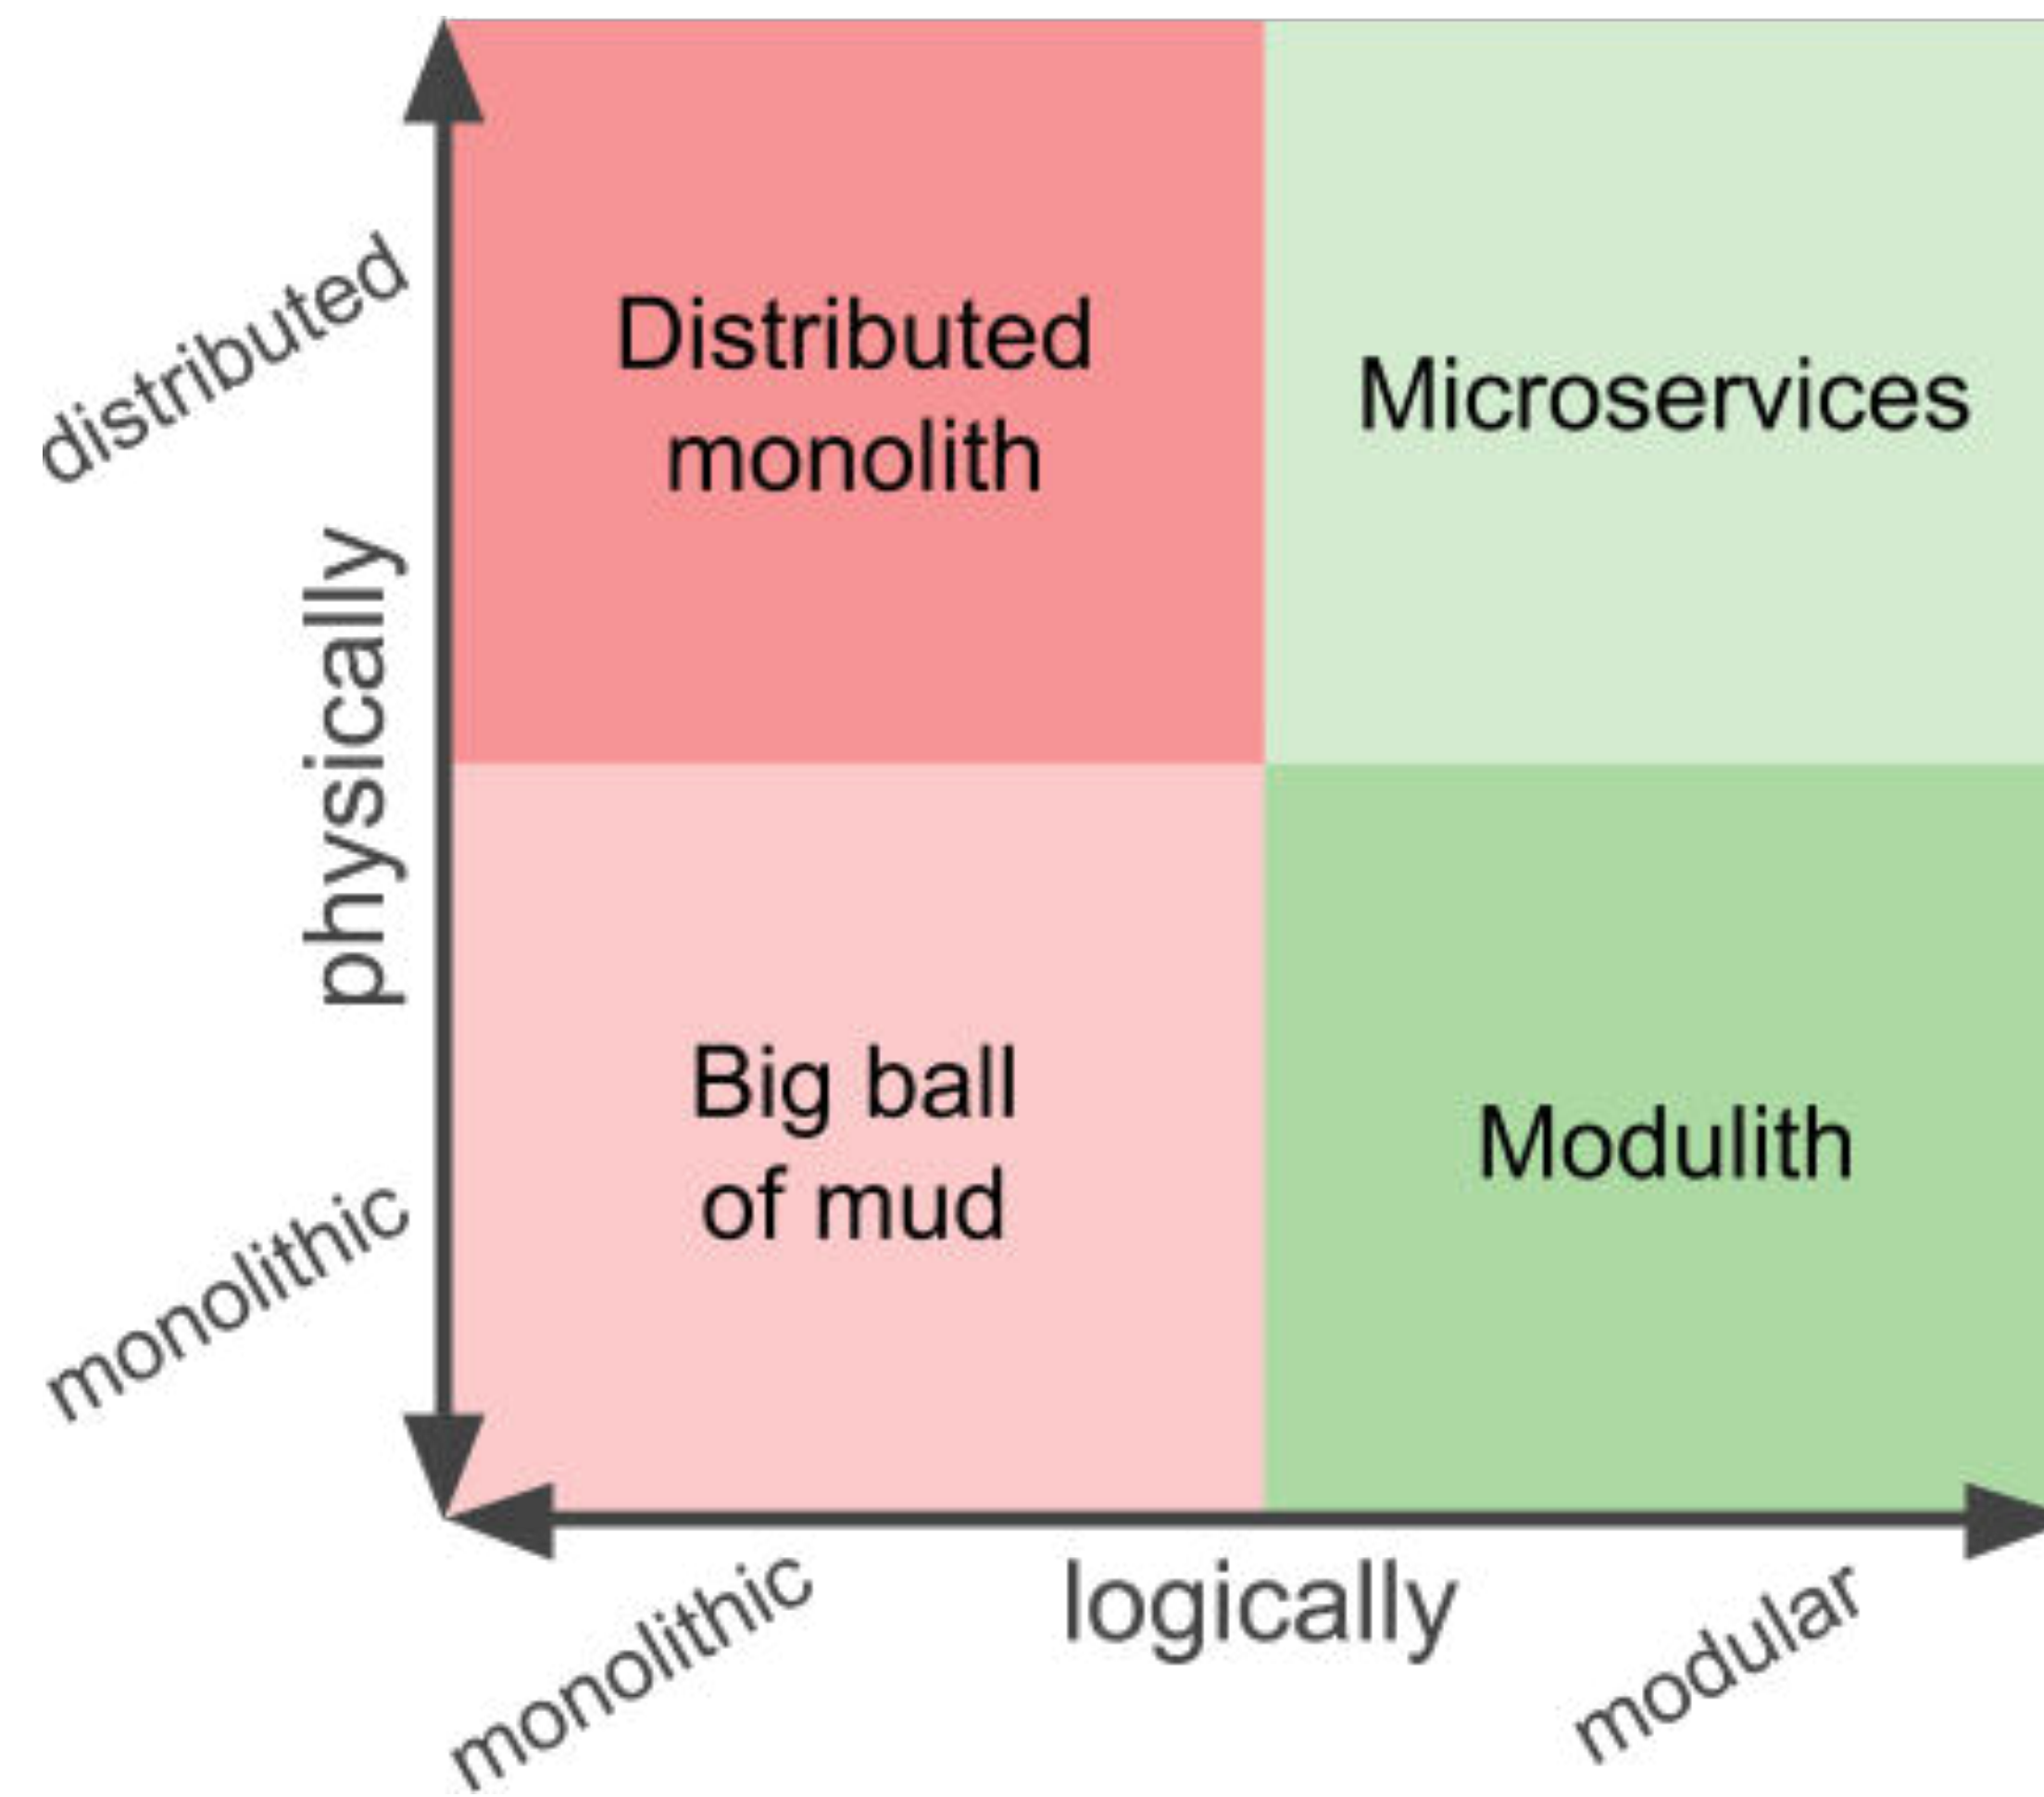 distributed
Distributed
monolith
Microservices
physically
Big ball
of mud
Modulith
monolithic
monolithic
logically
modular